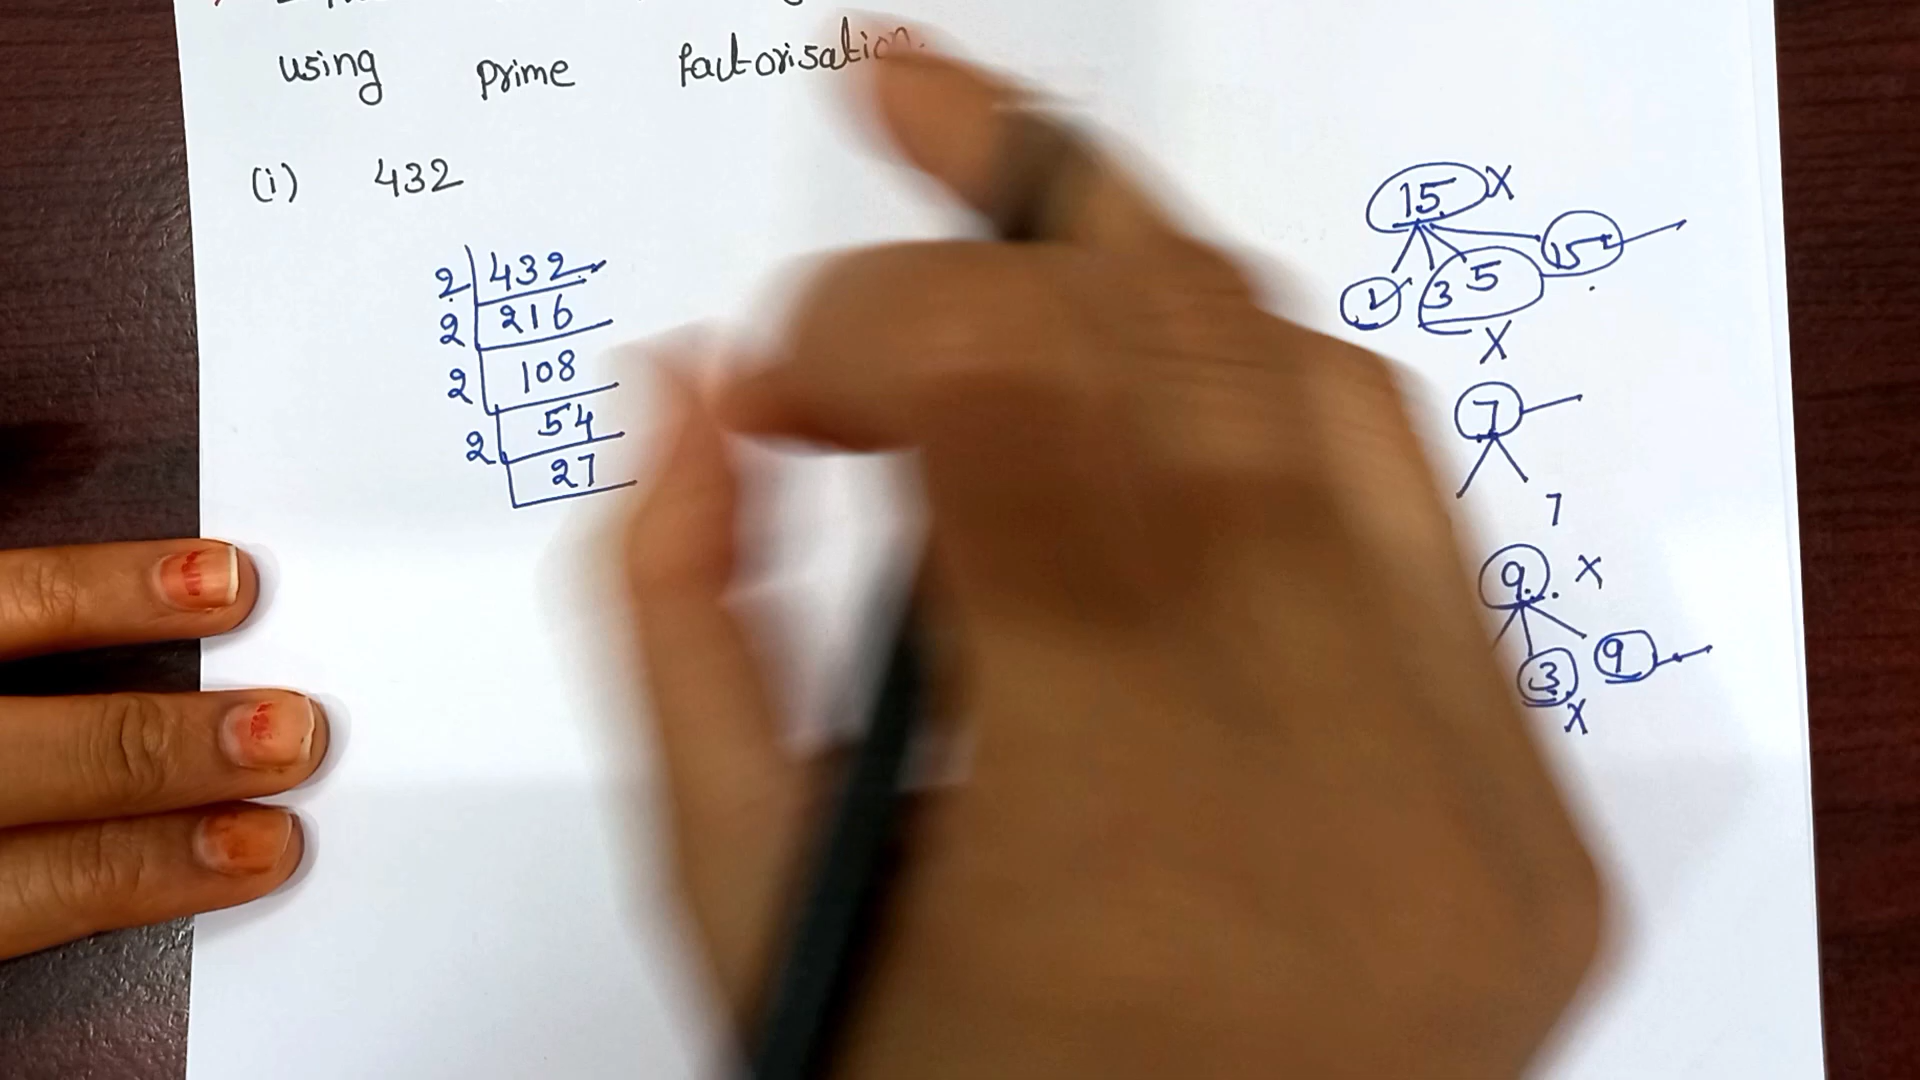 using prime factorisation.
(i) 432
2 432
2 216
2 108
2 54
27
15 X
1 3 5 15
X
7
7
9 X
3 9
X